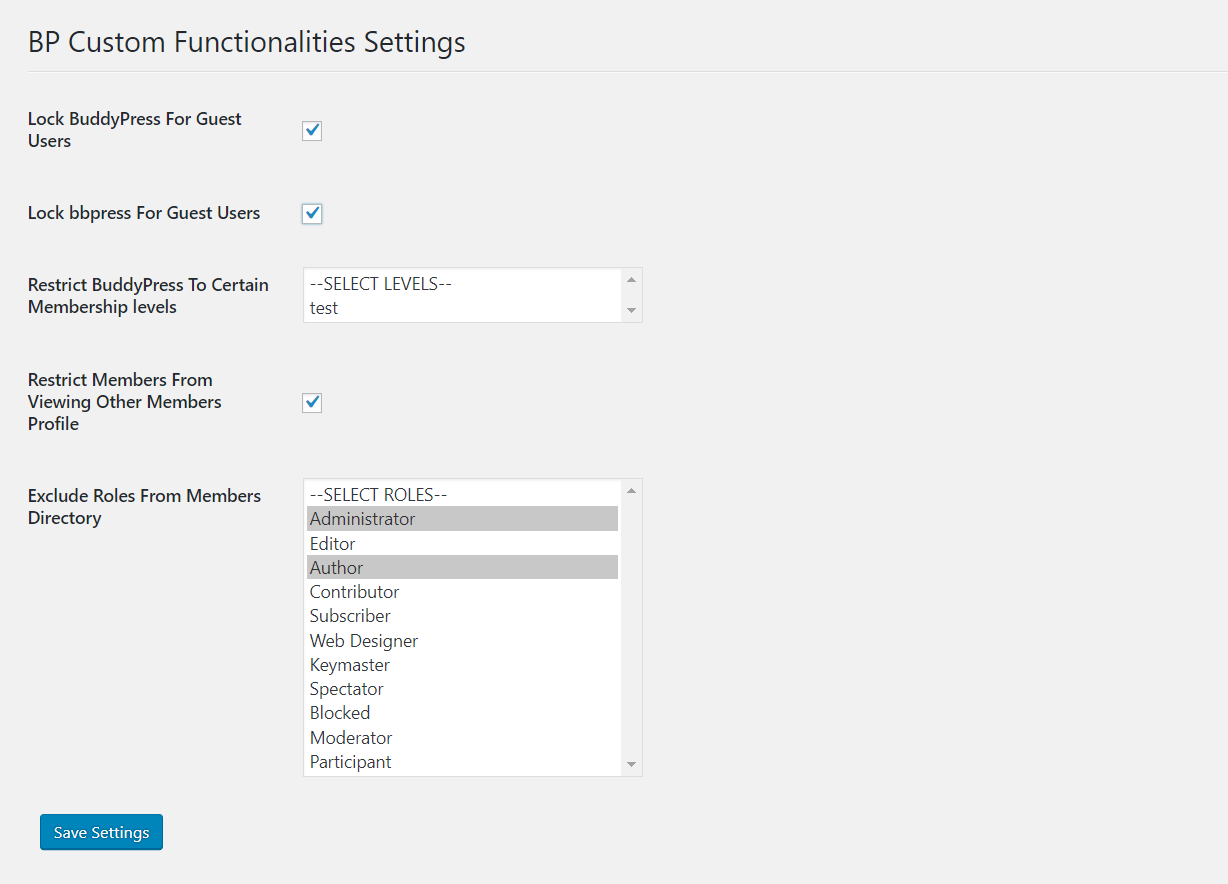 BP Custom Functionalities Settings
Lock BuddyPress For Guest
Users
Lock bbpress For Guest Users
Restrict BuddyPress To Certain
Membership levels
--SELECT LEVELS--
test
Restrict Members From
Viewing Other Members
Profile
Exclude Roles From Members
Directory
--SELECT ROLES--
Administrator
Editor
Author
Contributor
Subscriber
Web Designer
Keymaster
Spectator
Blocked
Moderator
Participant
Save Settings